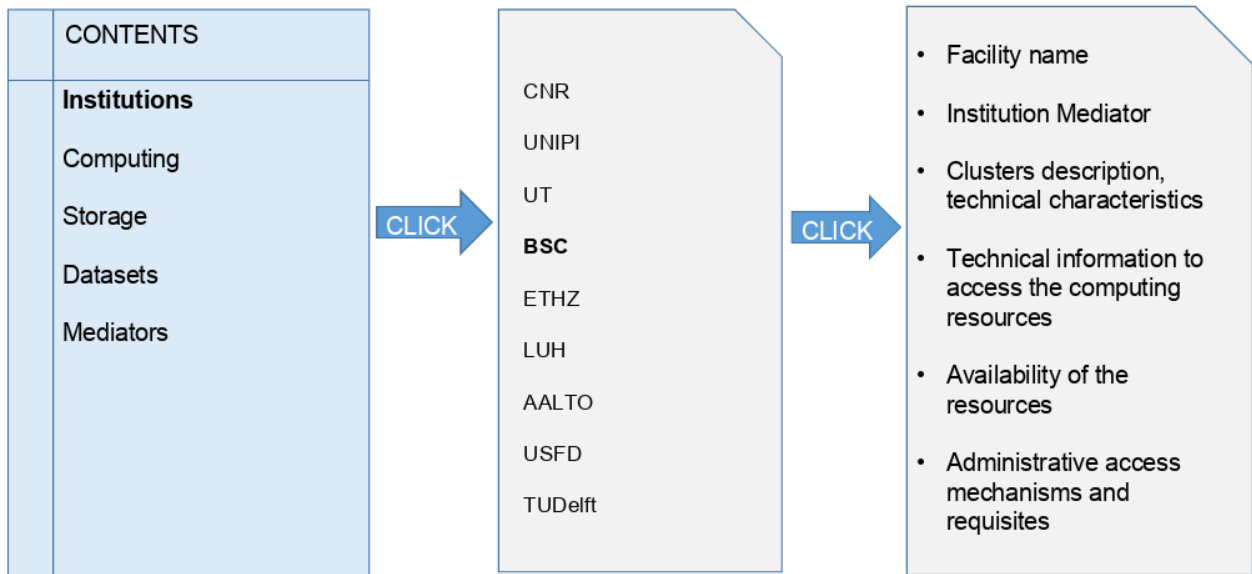 CONTENTS
Institutions
Computing
Storage
Datasets
Mediators
CLICK
CNR
UNIPI
UT
BSC
ETHZ
LUH
AALTO
USFD
TUDelft
CLICK
• Facility name
• Institution Mediator
• Clusters description,
technical characteristics
• Technical information to
access the computing
resources
• Availability of the
resources
• Administrative access
mechanisms and
requisites